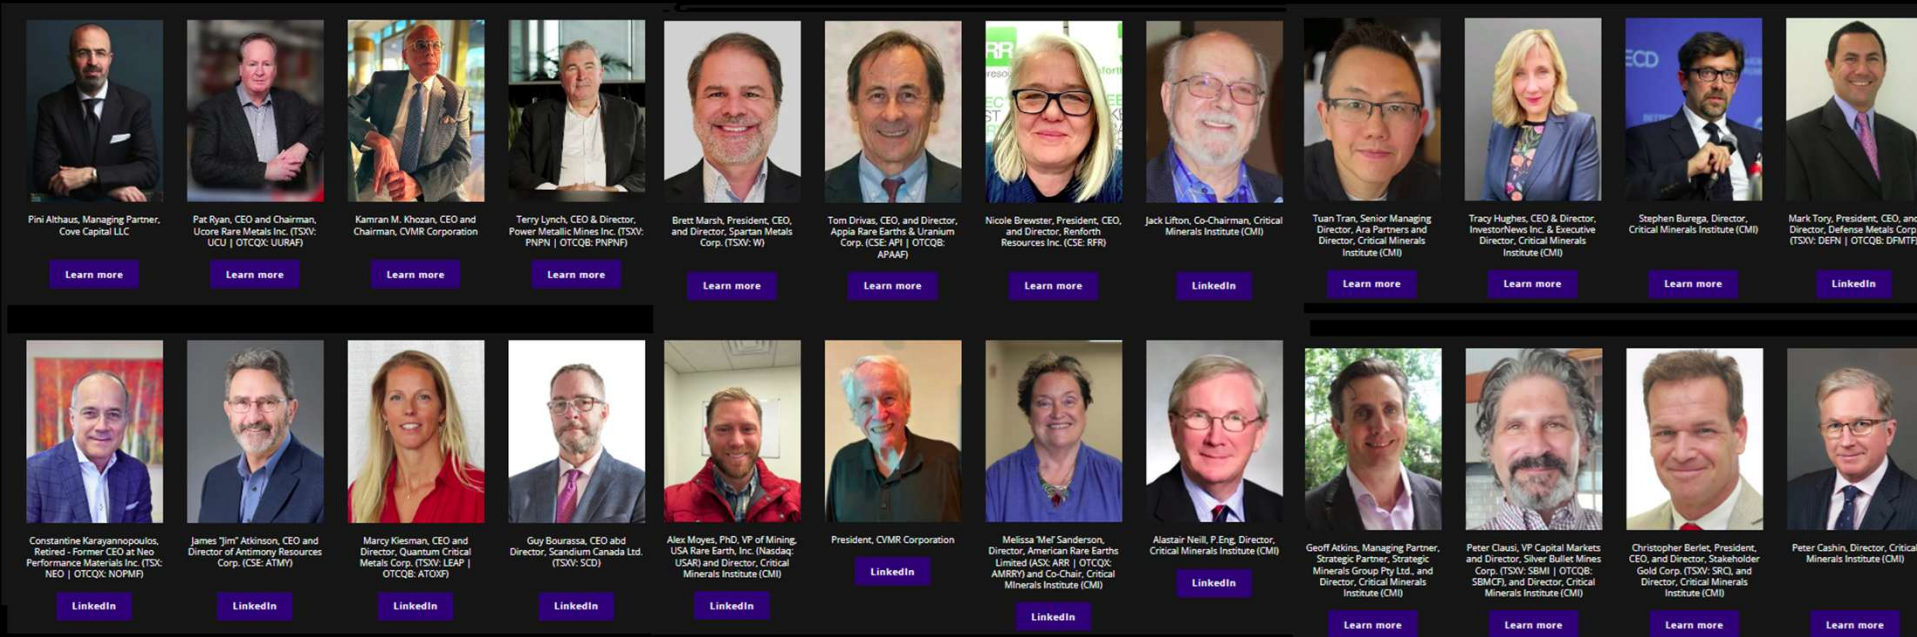 Pini Althaus, Managing Partner,
Cove Capital LLC
Learn more
Pat Ryan, CEO and Chairman,
Ucore Rare Metals Inc. (TSXV:
UCU | OTCQX: UURAF)
Learn more
Kamran M. Khozan, CEO and
Chairman, CVMR Corporation
Learn more
Terry Lynch, CEO & Director,
Power Metallic Mines Inc. (TSXV:
PNPN | OTCQB: PNPNF)
Learn more
Brett Marsh, President, CEO,
and Director, Spartan Metals
Corp. (TSXV: W)
Learn more
Tom Drivas, CEO, and Director,
Appia Rare Earths & Uranium
Corp. (CSE: API | OTCQB:
APAAF)
Learn more
RR
Nicole Brewster, President, CEO,
and Director, Renforth
Resources Inc. (CSE: RFR)
Learn more
Jack Lifton, Co-Chairman, Critical
Minerals Institute (CMI)
LinkedIn
Tuan Tran, Senior Managing
Director, Ara Partners and
Director, Critical Minerals
Institute (CMI)
Learn more
Tracy Hughes, CEO & Director,
InvestorNews Inc. & Executive
Director, Critical Minerals
Institute (CMI)
Learn more
ECD
Stephen Burega, Director,
Critical Minerals Institute (CMI)
Learn more
Mark Tory, President, CEO, and
Director, Defense Metals Corp.
(TSXV: DEFN | OTCQB: DFMTF)
LinkedIn
Constantine Karayannopoulos,
Retired - Former CEO at Neo
Performance Materials Inc. (TSX:
NEO | OTCQX: NOPMF)
LinkedIn
James "Jim" Atkinson, CEO and
Director of Antimony Resources
Corp. (CSE: ATMY)
LinkedIn
Marcy Kiesman, CEO and
Director, Quantum Critical
Metals Corp. (TSXV: LEAP |
OTCQB: ATOXF)
LinkedIn
Guy Bourassa, CEO abd
Director, Scandium Canada Ltd.
(TSXV: SCD)
LinkedIn
Alex Moyes, PhD, VP of Mining,
USA Rare Earth, Inc. (Nasdaq:
USAR) and Director, Critical
Minerals Institute (CMI)
LinkedIn
President, CVMR Corporation
LinkedIn
Melissa 'Mel' Sanderson,
Director, American Rare Earths
Limited (ASX: ARR | OTCQX:
AMRRY) and Co-Chair, Critical
MInerals Institute (CMI)
LinkedIn
Alastair Neill, P.Eng, Director,
Critical Minerals Institute (CMI)
LinkedIn
Geoff Atkins, Managing Partner,
Strategic Partner, Strategic
Minerals Group Pty Ltd., and
Director, Critical Minerals
Institute (CMI)
Learn more
Peter Clausi, VP Capital Markets
and Director, Silver Bullet Mines
Corp. (TSXV: SBMI | OTCQB:
SBMCF), and Director, Critical
Minerals Institute (CMI)
Learn more
Christopher Berlet, President,
CEO, and Director, Stakeholder
Gold Corp. (TSXV: SRC), and
Director, Critical Minerals
Institute (CMI)
Learn more
Peter Cashin, Director, Critical
Minerals Institute (CMI)
Learn more